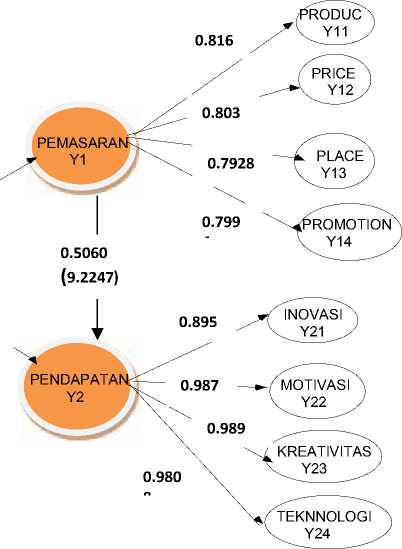 PRODUC
Y11
0.816
PRICE
Y12
0.803
PEMASARAN
Y1
0.7928
PLACE
Y13
0.799
PROMOTION
Y14
0.5060
(9.2247)
INOVASI
Y21
0.895
PENDAPATAN
Y2
0.987
MOTIVASI
Y22
0.989
KREATIVITAS
Y23
0.980
TEKNNOLOGI
Y24